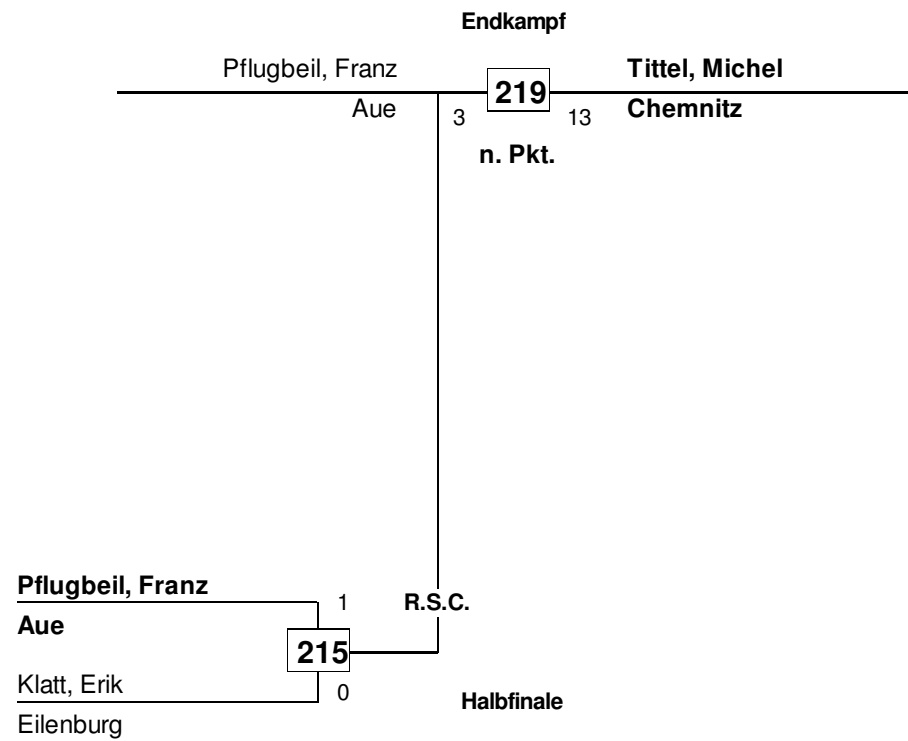 Endkampf
Pflugbeil, Franz
Tittel, Michel
219
Aue
3
13
Chemnitz
n. Pkt.
Pflugbeil, Franz
1
R.S.C.
Aue
215
Klatt, Erik
0
Halbfinale
Eilenburg